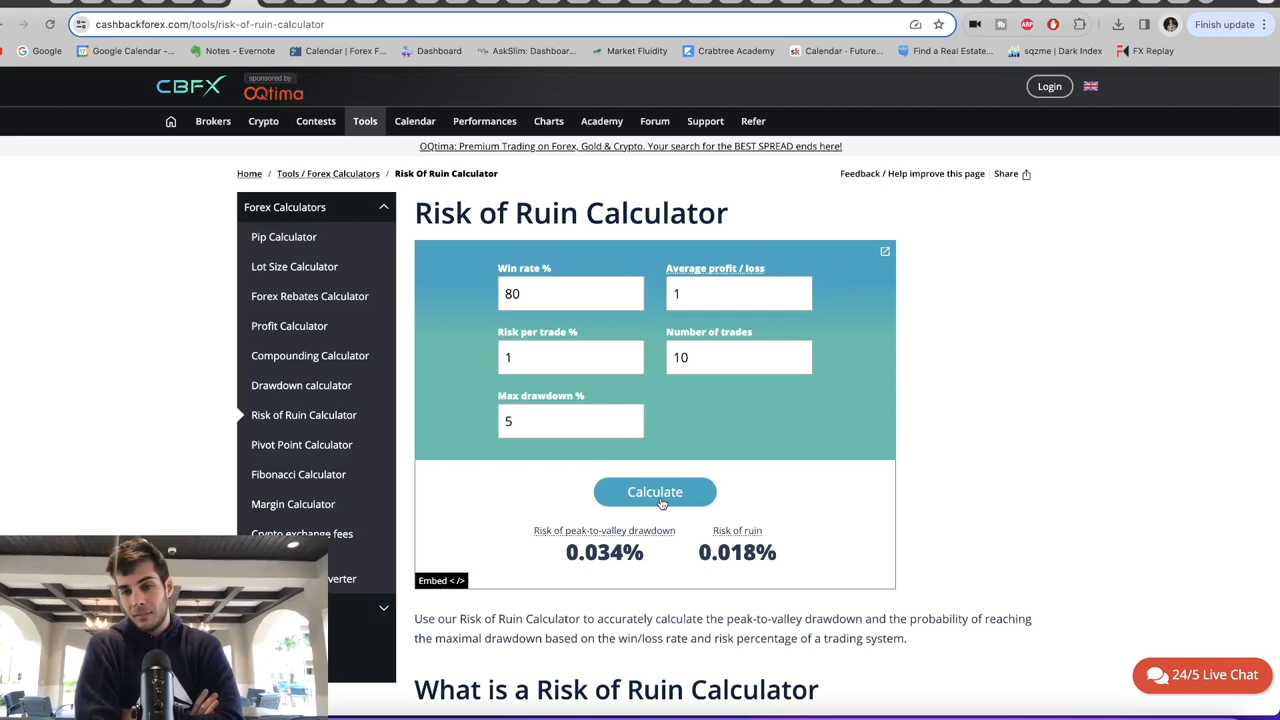 cashbackforex.com/tools/risk-of-ruin-calculator
Finish update
Google
Google Calendar -...
Notes - Evernote
Calendar | Forex F...
Dashboard
AskSlim: Dashboar...
Market Fluidity
Crabtree Academy
Calendar - Future...
Find a Real Estate...
sqzme | Dark Index
FX Replay
CBFX
sponsored by
OQtima
Login
Brokers
Crypto
Contests
Tools
Calendar
Performances
Charts
Academy
Forum
Support
Refer
OQtima: Premium Trading on Forex, Gold & Crypto. Your search for the BEST SPREAD ends here!
Home / Tools / Forex Calculators / Risk Of Ruin Calculator
Feedback / Help improve this page
Share
Forex Calculators
Pip Calculator
Lot Size Calculator
Forex Rebates Calculator
Profit Calculator
Compounding Calculator
Drawdown calculator
Risk of Ruin Calculator
Pivot Point Calculator
Fibonacci Calculator
Margin Calculator
Crypto exchange fees
verter
Risk of Ruin Calculator
Win rate %
Average profit / loss
80
1
Risk per trade %
Number of trades
1
10
Max drawdown %
5
Calculate
Risk of peak-to-valley drawdown
Risk of ruin
0.034%
0.018%
Embed < />
Use our Risk of Ruin Calculator to accurately calculate the peak-to-valley drawdown and the probability of reaching
the maximal drawdown based on the win/loss rate and risk percentage of a trading system.
What is a Risk of Ruin Calculator
24/5 Live Chat